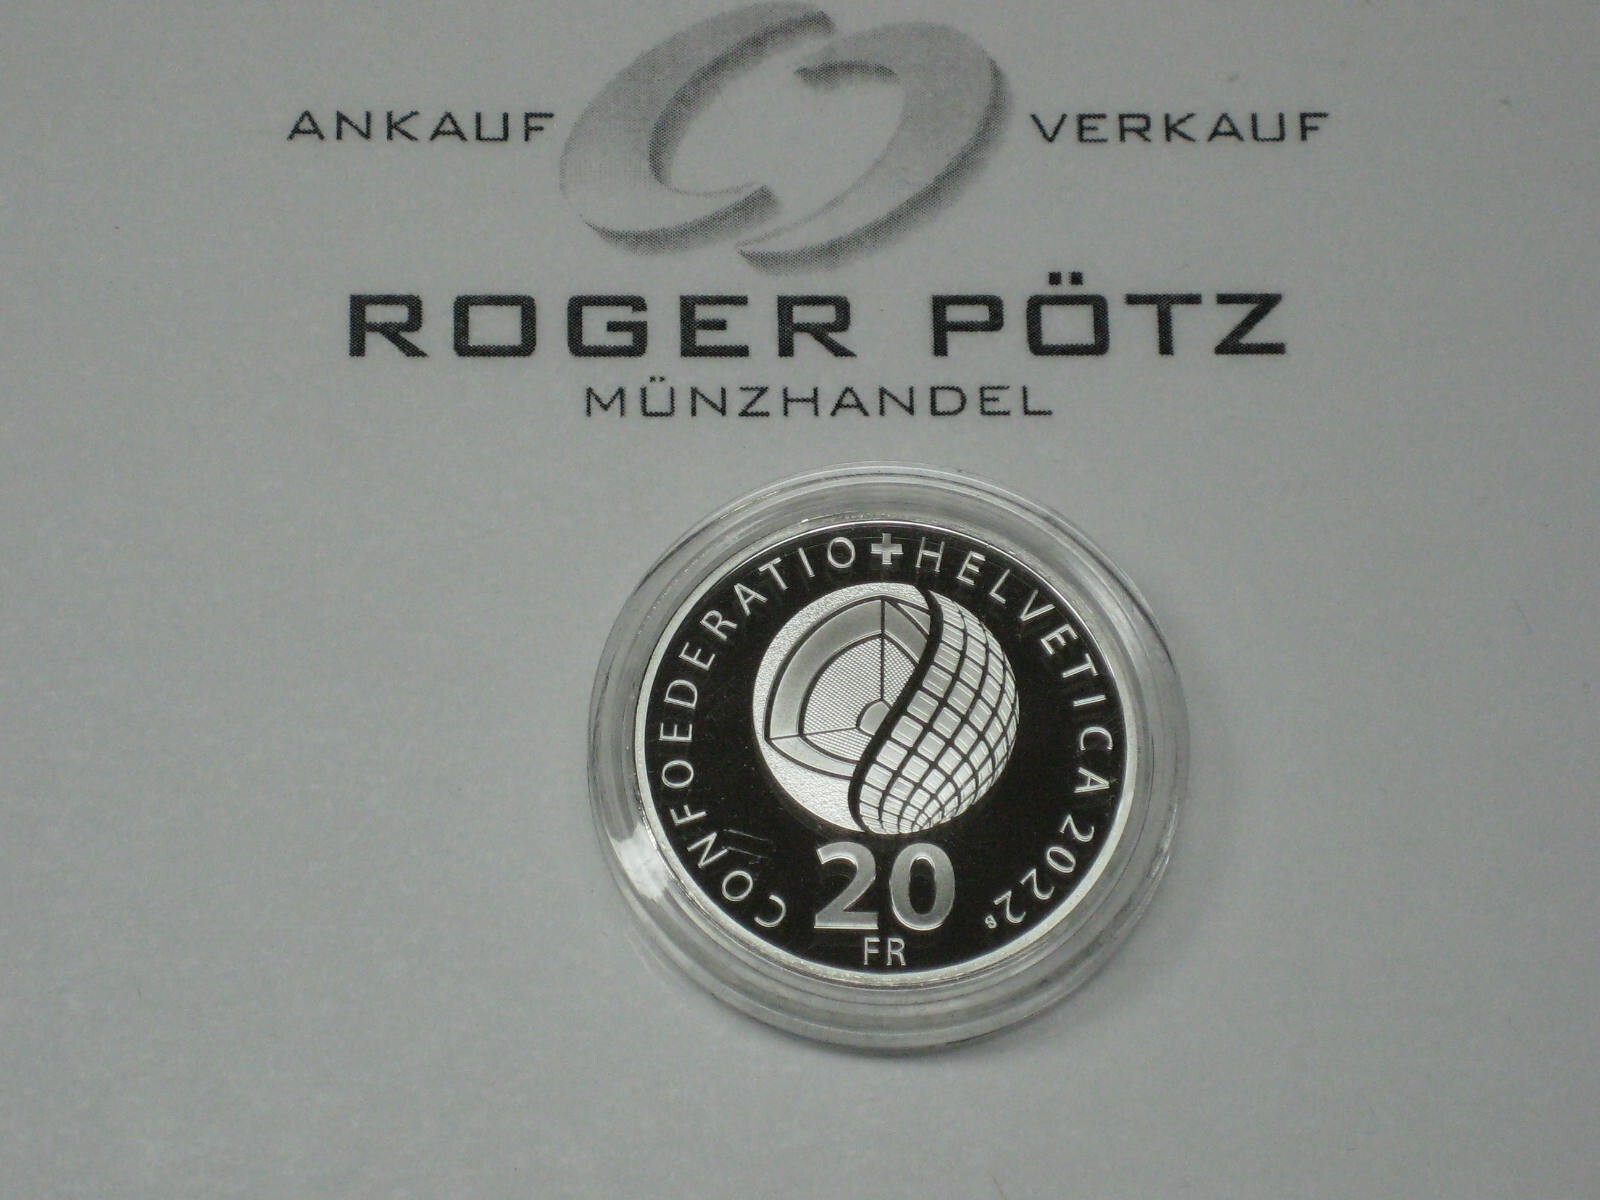 ANKAUF VERKAUF
ROGER PÖTZ
MÜNZHANDEL
CONFOEDERATIO+HELVETICA 2022 s
20
FR